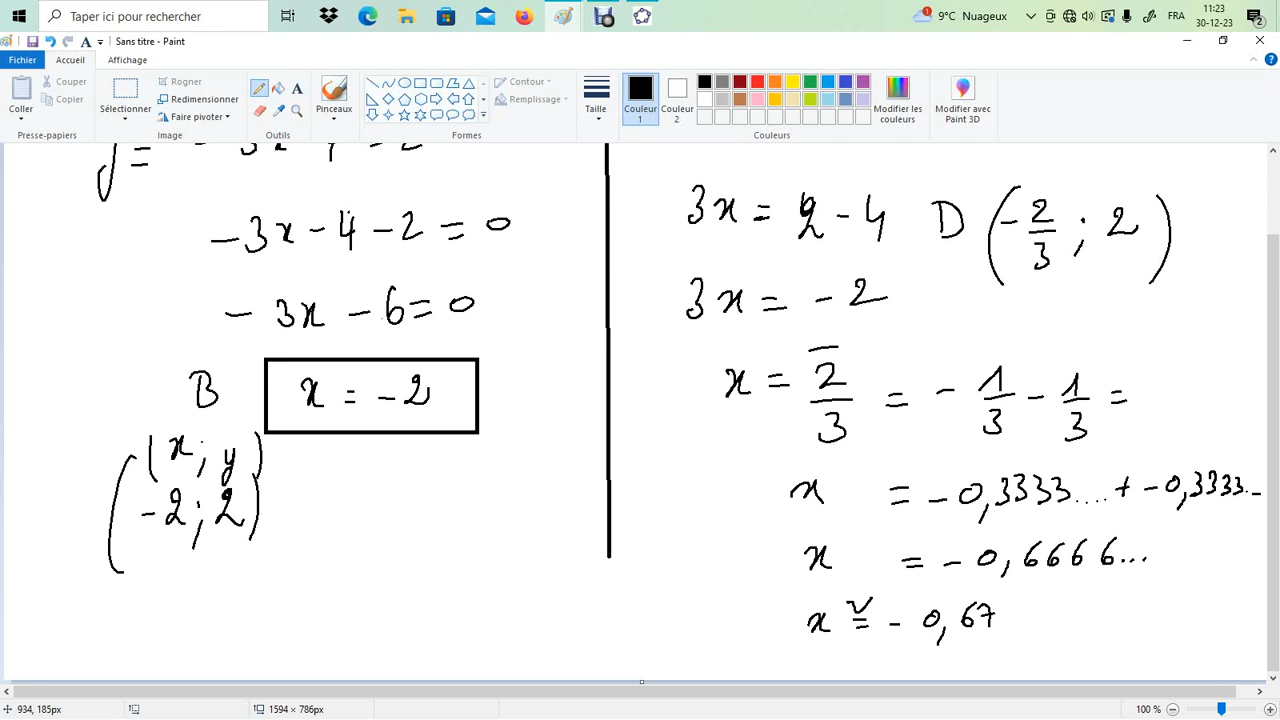 Taper ici pour rechercher
9°C Nuageux
FRA
11:23
30-12-23
2
Sans titre - Paint
Fichier Accueil Affichage
Coller
Couper
Copier
Presse-papiers
Sélectionner
Rogner
Redimensionner
Faire pivoter
Image
A
Outils
Pinceaux
Contour
Remplissage
Formes
Taille
Couleur 1
Couleur 2
Modifier les couleurs
Couleurs
Modifier avec Paint 3D
-3x-4-2=0
-3x-6=0
B x = -2
(x; y)
(-2; 2)
3x = 2-4 D (-2/3 ; 2)
3x = -2
x = -2/3 = -1/3 - 1/3 =
x = -0,3333.... + -0,3333..
x = -0,6666...
x ≅ -0,67
934, 185px
1594 × 786px
100 %